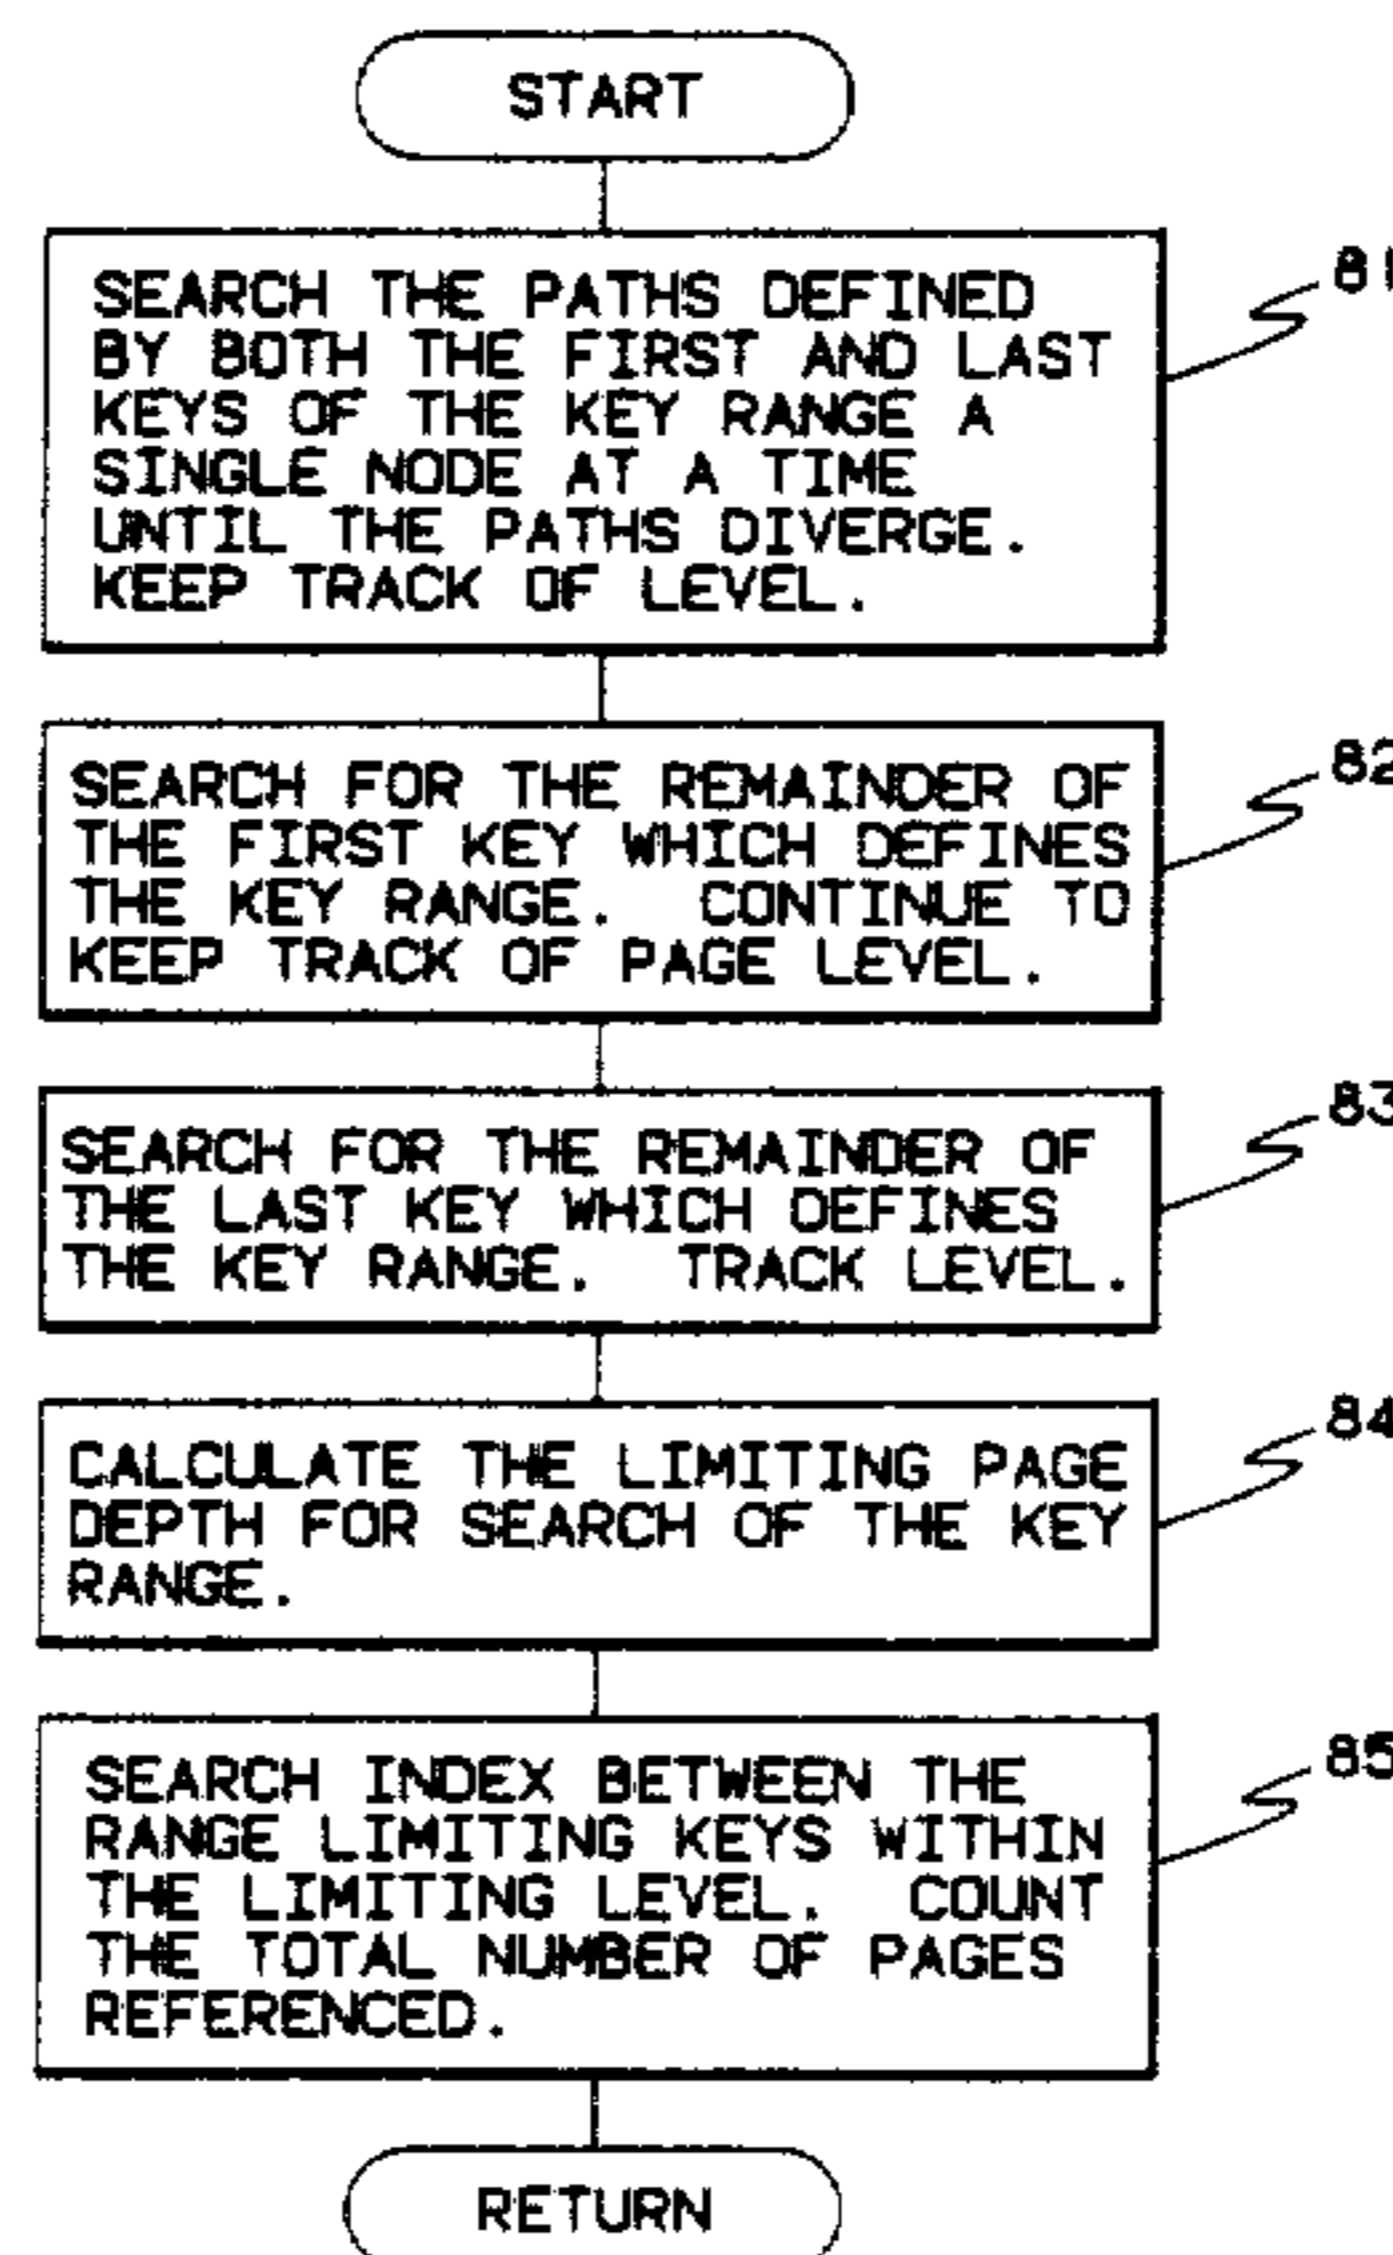 START
SEARCH THE PATHS DEFINED
BY BOTH THE FIRST AND LAST
KEYS OF THE KEY RANGE A
SINGLE NODE AT A TIME
UNTIL THE PATHS DIVERGE.
KEEP TRACK OF LEVEL.
81
SEARCH FOR THE REMAINDER OF
THE FIRST KEY WHICH DEFINES
THE KEY RANGE. CONTINUE TO
KEEP TRACK OF PAGE LEVEL.
82
SEARCH FOR THE REMAINDER OF
THE LAST KEY WHICH DEFINES
THE KEY RANGE. TRACK LEVEL.
83
CALCULATE THE LIMITING PAGE
DEPTH FOR SEARCH OF THE KEY
RANGE.
84
SEARCH INDEX BETWEEN THE
RANGE LIMITING KEYS WITHIN
THE LIMITING LEVEL. COUNT
THE TOTAL NUMBER OF PAGES
REFERENCED.
85
RETURN